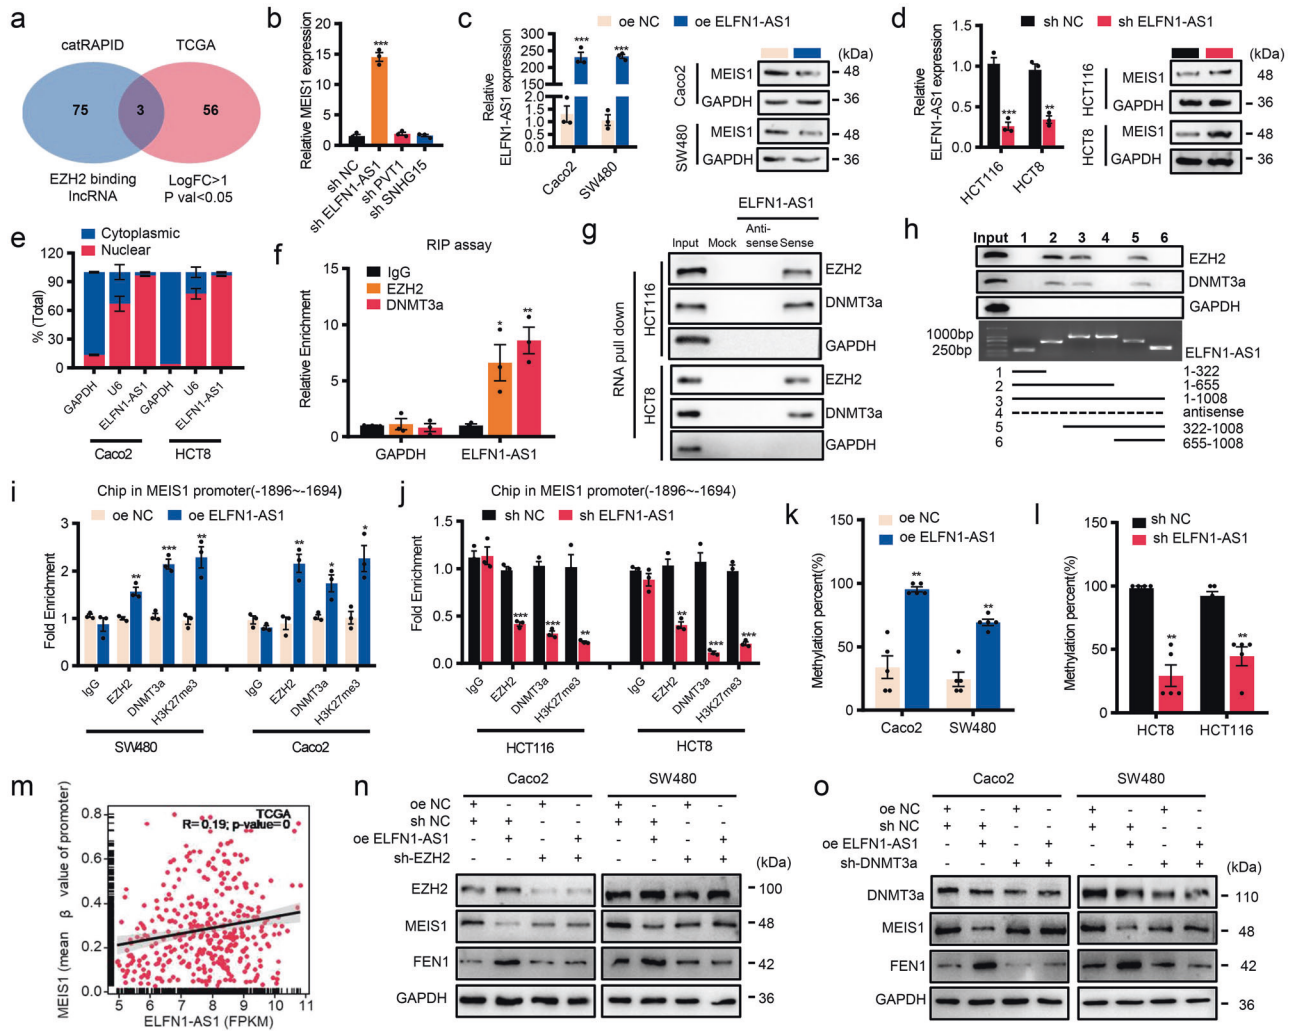 a
catRAPID TCGA
75 3 56
EZH2 binding
lncRNA
LogFC>1
P val<0.05
b
Relative MEIS1 expression
20
15
10
5
0
***
sh NC
sh ELFN1-AS1
sh PVT1
sh SNHG15
c
oe NC oe ELFN1-AS1
Relative
ELFN1-AS1 expression
300
250
200
150
100
2.0
1.5
1.0
0.5
0.0
*** ***
Caco2
SW480
(kDa)
Caco2
MEIS1 48
GAPDH 36
SW480
MEIS1 48
GAPDH 36
d
sh NC sh ELFN1-AS1
Relative
ELFN1-AS1 expression
1.5
1.0
0.5
0.0
*** **
HCT116
HCT8
(kDa)
HCT116
MEIS1 48
GAPDH 36
HCT8
MEIS1 48
GAPDH 36
e
Cytoplasmic
Nuclear
% (Total)
120
90
60
30
0
GAPDH
U6
ELFN1-AS1
GAPDH
U6
ELFN1-AS1
Caco2 HCT8
f
RIP assay
IgG
EZH2
DNMT3a
Relative Enrichment
15
10
5
0
* **
GAPDH ELFN1-AS1
g
ELFN1-AS1
Input Mock Anti-sense Sense
RNA pull down
HCT116
EZH2
DNMT3a
GAPDH
HCT8
EZH2
DNMT3a
GAPDH
h
Input 1 2 3 4 5 6
EZH2
DNMT3a
GAPDH
1000bp
250bp
ELFN1-AS1
1 1-322
2 1-655
3 1-1008
4 antisense
5 322-1008
6 655-1008
i
Chip in MEIS1 promoter(-1896~-1694)
oe NC oe ELFN1-AS1
Fold Enrichment
3
2
1
0
** *** ** ** * *
IgG
EZH2
DNMT3a
H3K27me3
IgG
EZH2
DNMT3a
H3K27me3
SW480 Caco2
j
Chip in MEIS1 promoter(-1896~-1694)
sh NC sh ELFN1-AS1
Fold Enrichment
1.5
1.0
0.5
0.0
*** *** ** ** *** ***
IgG
EZH2
DNMT3a
H3K27me3
IgG
EZH2
DNMT3a
H3K27me3
HCT116 HCT8
k
oe NC
oe ELFN1-AS1
Methylation percent(%)
150
100
50
0
** **
Caco2 SW480
l
sh NC
sh ELFN1-AS1
Methylation percent(%)
150
100
50
0
** **
HCT8 HCT116
m
TCGA
R= 0.19; p-value= 0
MEIS1 (mean β value of promoter)
0.8
0.6
0.4
0.2
0.0
5 6 7 8 9 10 11
ELFN1-AS1 (FPKM)
n
Caco2 SW480
oe NC + - - - + - + -
sh NC + + - - + + - -
oe ELFN1-AS1 - + - + - + - +
sh-EZH2 - - + + - - + +
(kDa)
EZH2 100
MEIS1 48
FEN1 42
GAPDH 36
o
Caco2 SW480
oe NC + - + - + - + -
sh NC + + - - + + - -
oe ELFN1-AS1 - + - + - + - +
sh-DNMT3a - - + + - - + +
(kDa)
DNMT3a 110
MEIS1 48
FEN1 42
GAPDH 36